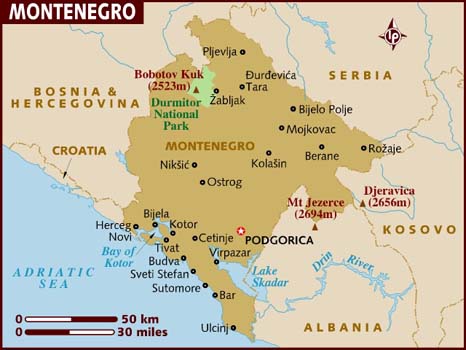 MONTENEGRO
LP
Pljevlja
Bobotov Kuk
(2523m)
Đurđevića
Tara
SERBIA
BOSNIA &
HERCEGOVINA
Durmitor
National
Park
Žabljak
Bijelo Polje
Mojkovac
CROATIA
MONTENEGRO
Berane
Rožaje
Nikšić
Kolašin
Ostrog
Djeravica
(2656m)
Mt Jezerce
(2694m)
Bijela
Herceg
Novi
Kotor
Cetinje
PODGORICA
KOSOVO
Bay of
Kotor
Tivat
Virpazar
Budva
ADRIATIC
SEA
Sveti Stefan
Lake
Skadar
Drin River
Sutomore
Bar
0 50 km
0 30 miles
Ulcinj
ALBANIA